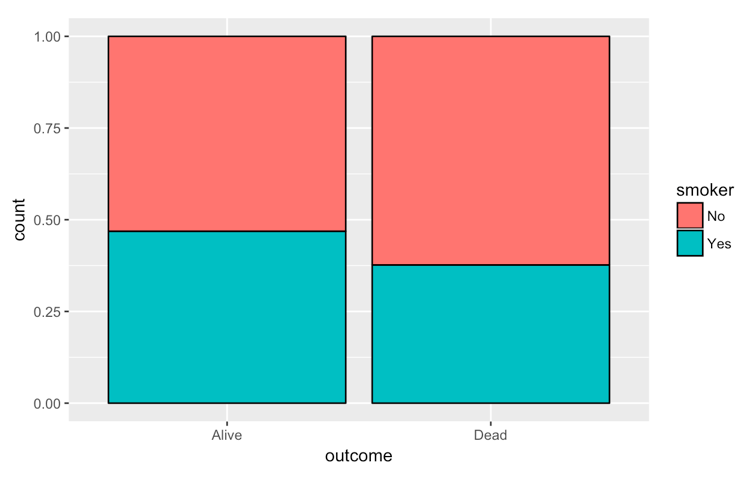 1.00
0.75
0.50
0.25
0.00
count
Alive Dead
outcome
smoker
No
Yes